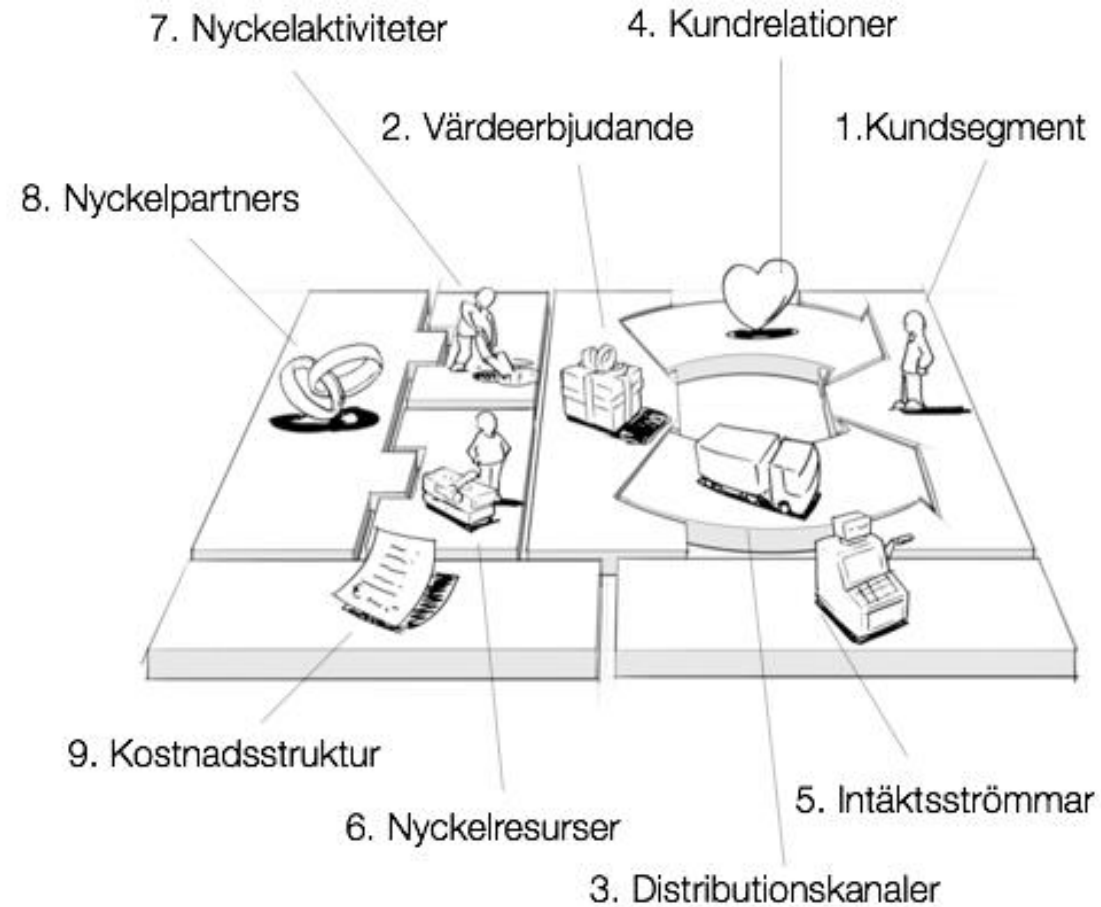 7. Nyckelaktiviteter
4. Kundrelationer
2. Värdeerbjudande
1.Kundsegment
8. Nyckelpartners
9. Kostnadsstruktur
5. Intäktsströmmar
6. Nyckelresurser
3. Distributionskanaler